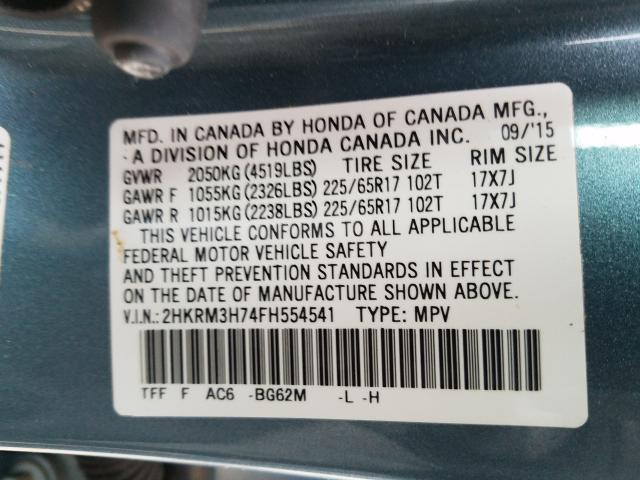 MFD. IN CANADA BY HONDA OF CANADA MFG.,
A DIVISION OF HONDA CANADA INC. 09/'15
GVWR 2050KG (4519LBS) TIRE SIZE RIM SIZE
GAWR F 1055KG (2326LBS) 225/65R17 102T 17X7J
GAWR R 1015KG (2238LBS) 225/65R17 102T 17X7J
THIS VEHICLE CONFORMS TO ALL APPLICABLE
FEDERAL MOTOR VEHICLE SAFETY
AND THEFT PREVENTION STANDARDS IN EFFECT
ON THE DATE OF MANUFACTURE SHOWN ABOVE.
V.I.N.: 2HKRM3H74FH554541 TYPE: MPV
TFF F AC6 -BG62M -L -H